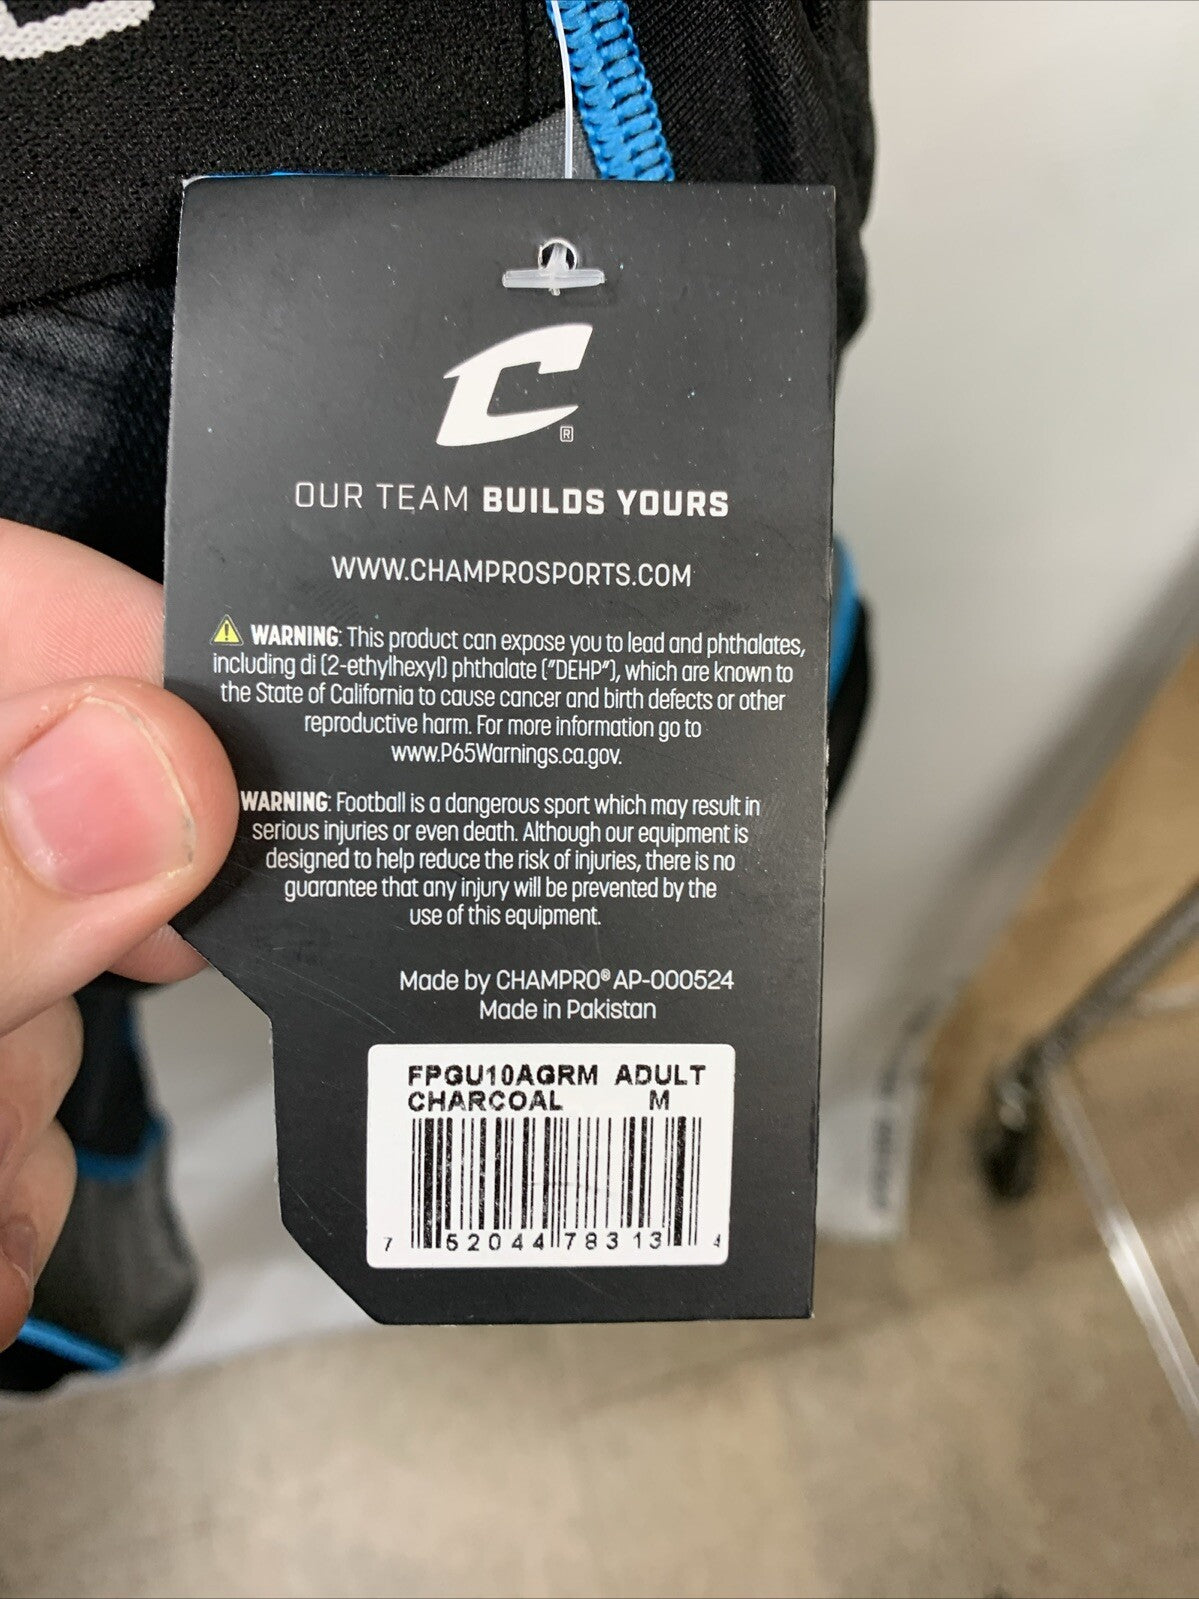 C®
OUR TEAM BUILDS YOURS
WWW.CHAMPROSPORTS.COM
⚠ WARNING: This product can expose you to lead and phthalates,
including di (2-ethylhexyl) phthalate ("DEHP"), which are known to
the State of California to cause cancer and birth defects or other
reproductive harm. For more information go to
www.P65Warnings.ca.gov.
WARNING: Football is a dangerous sport which may result in
serious injuries or even death. Although our equipment is
designed to help reduce the risk of injuries, there is no
guarantee that any injury will be prevented by the
use of this equipment.
Made by CHAMPRO® AP-000524
Made in Pakistan
FPGU10AGRM ADULT
CHARCOAL M
7 52044 78313 4